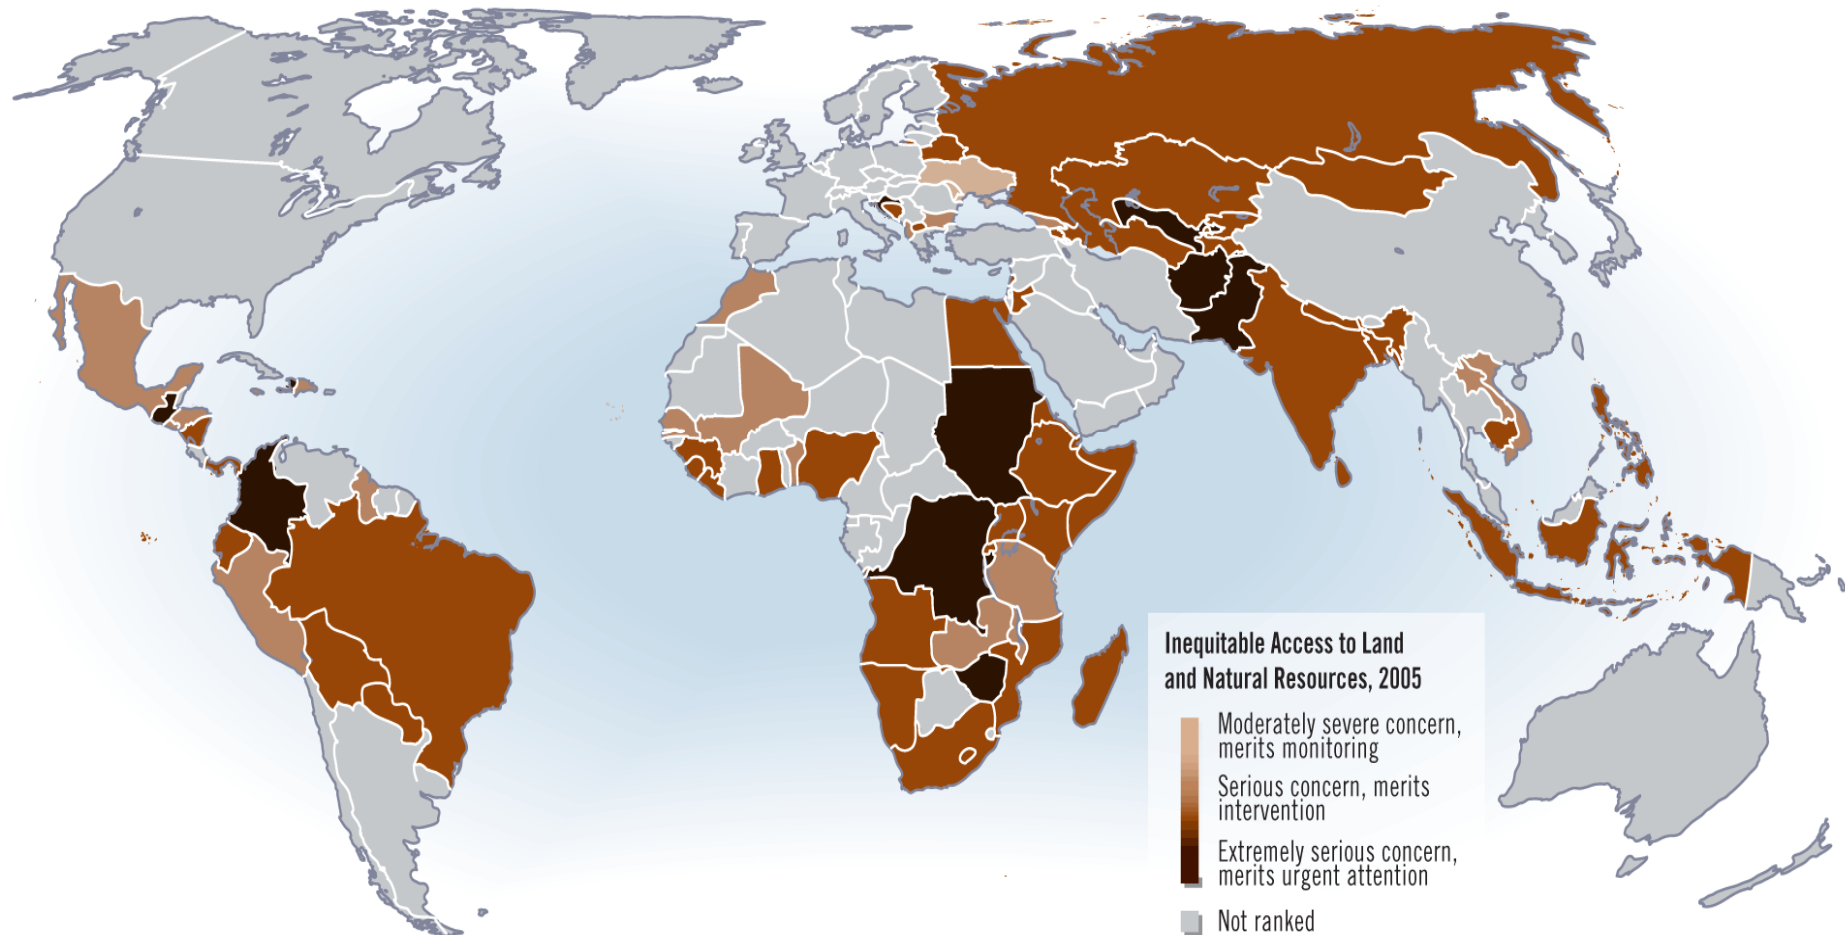 Inequitable Access to Land
and Natural Resources, 2005
Moderately severe concern,
merits monitoring
Serious concern, merits
intervention
Extremely serious concern,
merits urgent attention
Not ranked